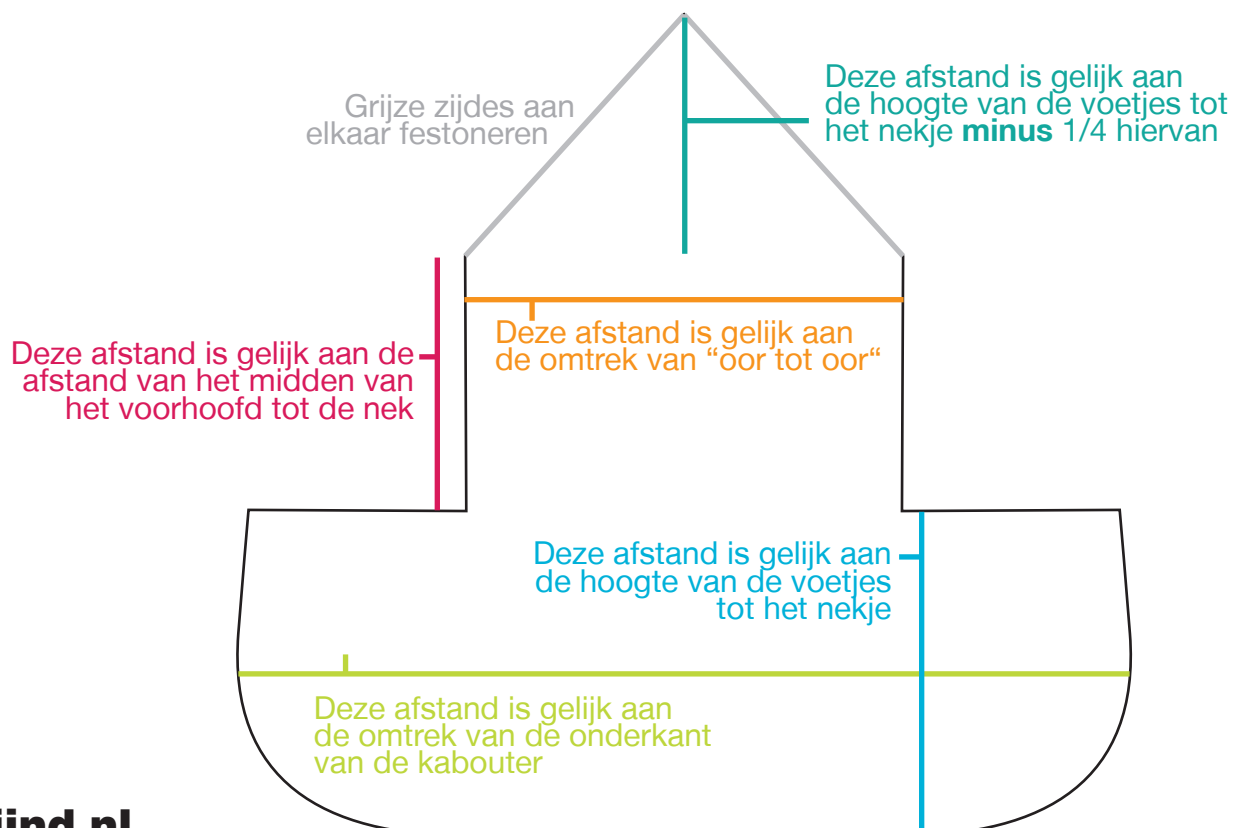 Deze afstand is gelijk aan
de hoogte van de voetjes tot
het nekje minus 1/4 hiervan
Grijze zijdes aan
elkaar festoneren
Deze afstand is gelijk aan
de omtrek van “oor tot oor“
Deze afstand is gelijk aan de
afstand van het midden van
het voorhoofd tot de nek
Deze afstand is gelijk aan
de hoogte van de voetjes
tot het nekje
Deze afstand is gelijk aan
de omtrek van de onderkant
van de kabouter